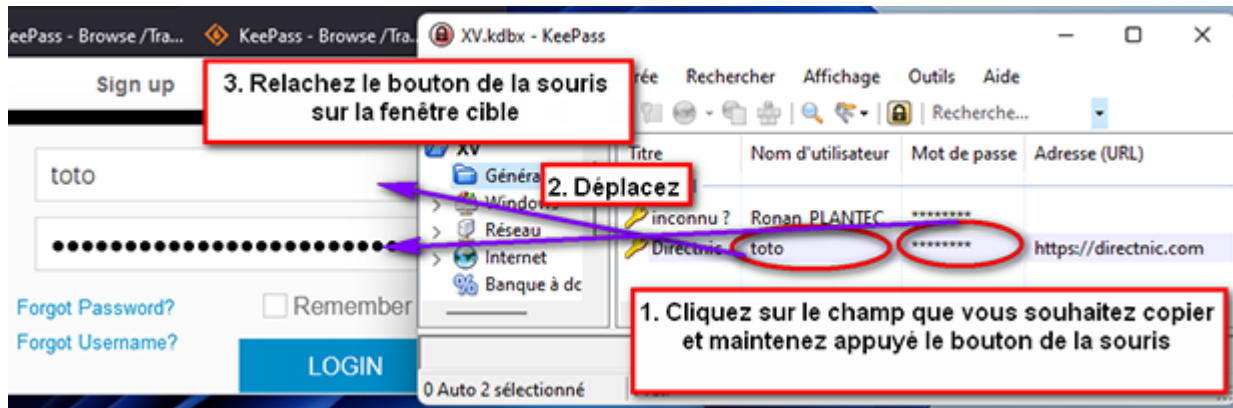 eePass - Browse /Tra... KeePass - Browse /Tra.. XV.kdbx - KeePass
Sign up
3. Relachez le bouton de la souris
sur la fenêtre cible
rée Rechercher Affichage Outils Aide
Recherche...
XV
Généra
Windows
Réseau
Internet
Banque à dc
2. Déplacez
Titre Nom d'utilisateur Mot de passe Adresse (URL)
inconnu ? Ronan PLANTEC ********
Directnic toto ******** https://directnic.com
toto
●●●●●●●●●●●●●●●●●●●●●●●●
Forgot Password? Remember
Forgot Username?
LOGIN
1. Cliquez sur le champ que vous souhaitez copier
et maintenez appuyé le bouton de la souris
0 Auto 2 sélectionné